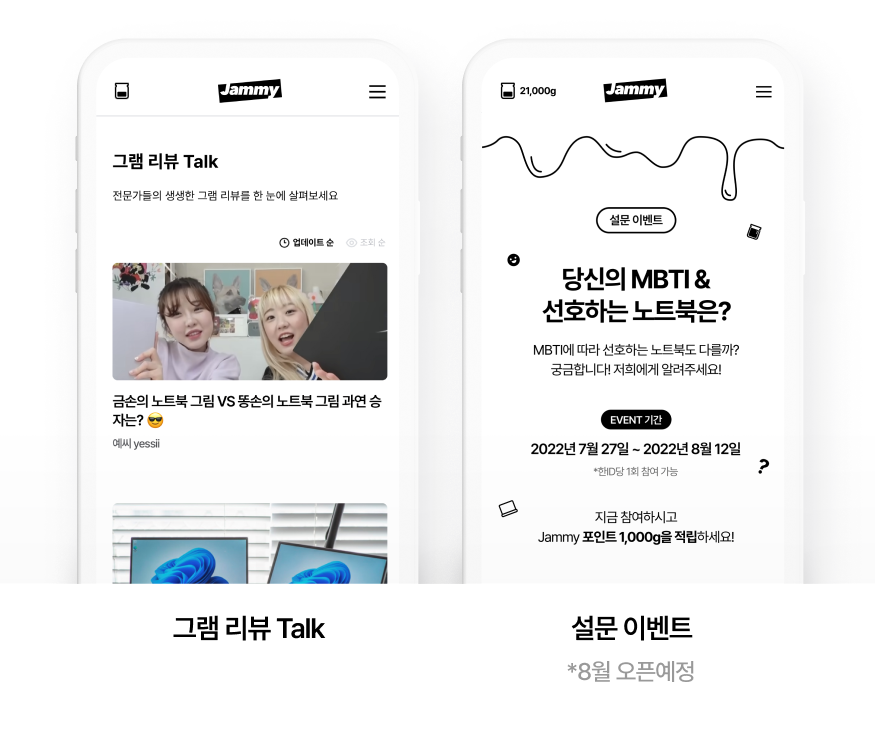 Jammy
그램 리뷰 Talk
전문가들의 생생한 그램 리뷰를 한 눈에 살펴보세요
업데이트 순 조회 순
금손의 노트북 그림 VS 똥손의 노트북 그림 과연 승
자는? 😎
예씨 yessii
그램 리뷰 Talk
21,000g
Jammy
설문 이벤트
당신의 MBTI &
선호하는 노트북은?
MBTI에 따라 선호하는 노트북도 다를까?
궁금합니다! 저희에게 알려주세요!
EVENT 기간
2022년 7월 27일 ~ 2022년 8월 12일
*한ID당 1회 참여 가능
?
지금 참여하시고
Jammy 포인트 1,000g을 적립하세요!
설문 이벤트
*8월 오픈예정